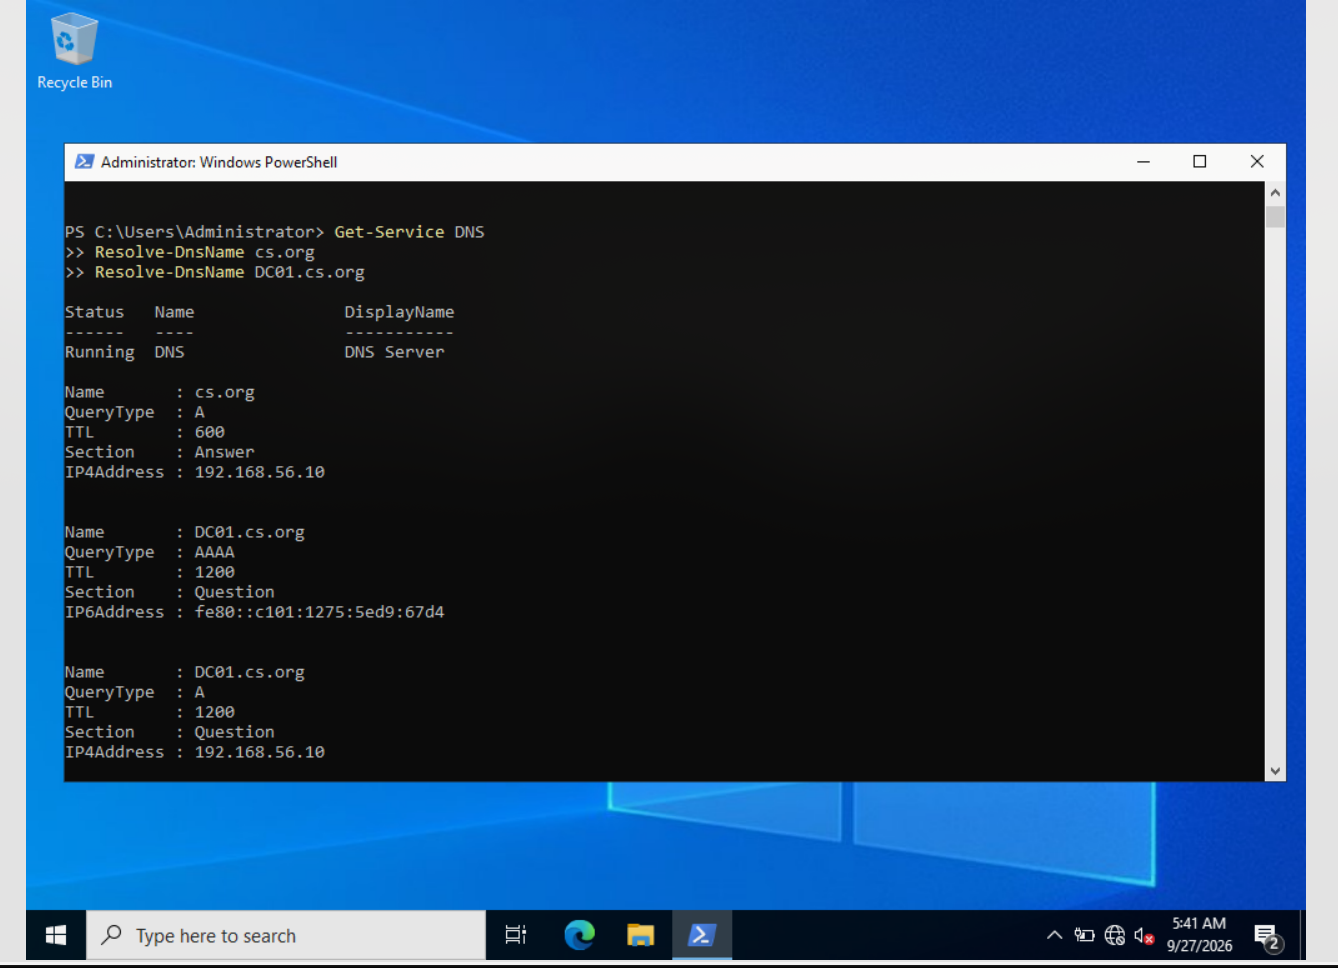 Recycle Bin
Administrator: Windows PowerShell
PS C:\Users\Administrator> Get-Service DNS
>> Resolve-DnsName cs.org
>> Resolve-DnsName DC01.cs.org
Status   Name                   DisplayName
------   ----                   -----------
Running  DNS                    DNS Server
Name       : cs.org
QueryType  : A
TTL        : 600
Section    : Answer
IP4Address : 192.168.56.10
Name       : DC01.cs.org
QueryType  : AAAA
TTL        : 1200
Section    : Question
IP6Address : fe80::c101:1275:5ed9:67d4
Name       : DC01.cs.org
QueryType  : A
TTL        : 1200
Section    : Question
IP4Address : 192.168.56.10
Type here to search
5:41 AM
9/27/2026
2